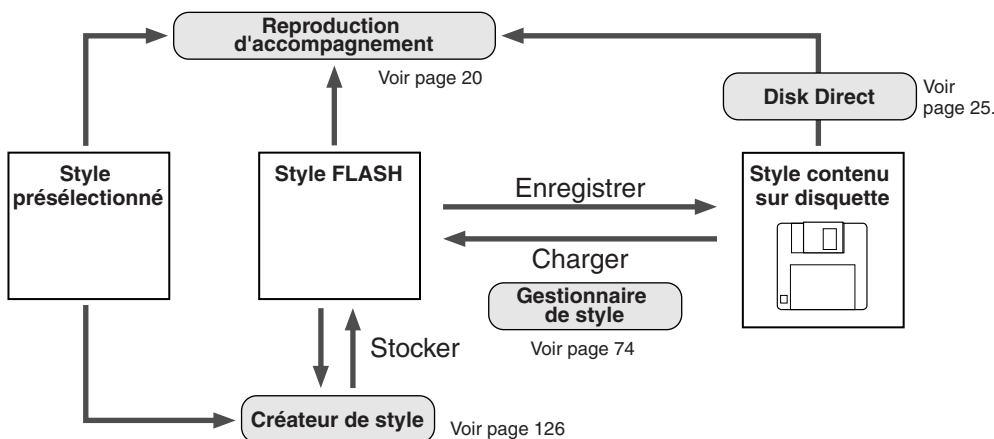 Reproduction
d'accompagnement
Voir page 20
Disk Direct
Voir
page 25.
Style
présélectionné
Style FLASH
Style contenu
sur disquette
Enregistrer
Charger
Gestionnaire
de style
Voir page 74
Stocker
Créateur de style
Voir page 126